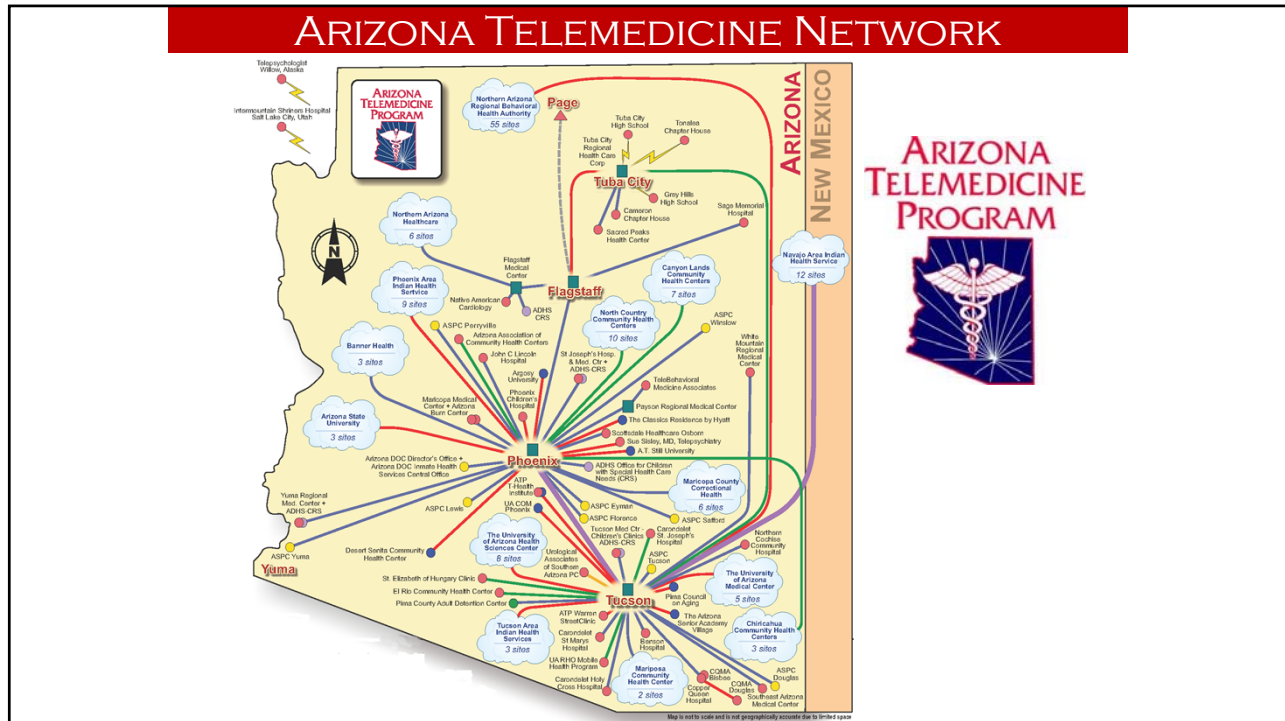 ARIZONA TELEMEDICINE NETWORK
Telepsychologist
Willow, Alaska
Intermountain Shriners Hospital
Salt Lake City, Utah
ARIZONA
TELEMEDICINE
PROGRAM
Northern Arizona
Regional Behavioral
Health Authority
55 sites
Page
Tuba City
High School
Tonalea
Chapter House
Tuba City
Regional
Health Care
Corp
Tuba City
Grey Hills
High School
Cameron
Chapter House
Sacred Peaks
Health Center
Sage Memorial
Hospital
ARIZONA
NEW MEXICO
ARIZONA
TELEMEDICINE
PROGRAM
Northern Arizona
Healthcare
6 sites
N
Flagstaff
Medical
Center
Flagstaff
Native American
Cardiology
ADHS
CRS
Canyon Lands
Community
Health Centers
7 sites
Navajo Area Indian
Health Service
12 sites
Phoenix Area
Indian Health
Sertvice
9 sites
North Country
Community Health
Centers
10 sites
ASPC
Winslow
White
Mountain
Regional
Medical
Center
ASPC Perryville
Arizona Association of
Community Health Centers
John C Lincoln
Hospital
Argosy
University
St Joseph's Hosp.
& Med. Ctr +
ADHS-CRS
Banner Health
3 sites
Phoenix
Children's
Hospital
TeleBehavioral
Medicine Associates
Payson Regional Medical Center
The Classics Residence by Hyatt
Scottsdale Healthcare Osborn
Sue Sisley, MD, Telepsychiatry
A.T. Still University
Maricopa Medical
Center + Arizona
Burn Center
Arizona State
University
3 sites
Phoenix
Arizona DOC Director's Office +
Arizona DOC Inmate Health
Services Central Office
ADHS Office for Children
with Special Health Care
Needs (CRS)
Maricopa County
Correctional
Health
6 sites
ATP
T-Health
Institute
UA COM
Phoenix
Yuma Regional
Med. Center +
ADHS-CRS
ASPC Lewis
ASPC Eyman
ASPC Florence
ASPC Safford
ASPC Yuma
Yuma
Desert Senita Community
Health Center
The University
of Arizona Health
Sciences Center
8 sites
Urological
Associates
of Southern
Arizona PC
Tucson Med Ctr -
Children's Clinics
ADHS-CRS
Carondelet
St. Joseph's
Hospital
ASPC
Tucson
Northern
Cochise
Community
Hospital
St. Elizabeth of Hungary Clinic
El Rio Community Health Center
Pima County Adult Detention Center
Tucson
Pima Council
on Aging
The University
of Arizona
Medical Center
5 sites
The Arizona
Senior Academy
Village
Tucson Area
Indian Health
Services
3 sites
ATP Warren
StreetClinic
Carondelet
St Marys
Hospital
UA RHO Mobile
Health Program
Carondelet Holy
Cross Hospital
Benson
Hospital
Mariposa
Community
Health Center
2 sites
Chiricahua
Community Health
Centers
3 sites
CQMA
Bisbee
Copper
Queen
Hospital
CQMA
Douglas
ASPC
Douglas
Southeast Arizona
Medical Center
Map is not to scale and is not geographically accurate due to limited space